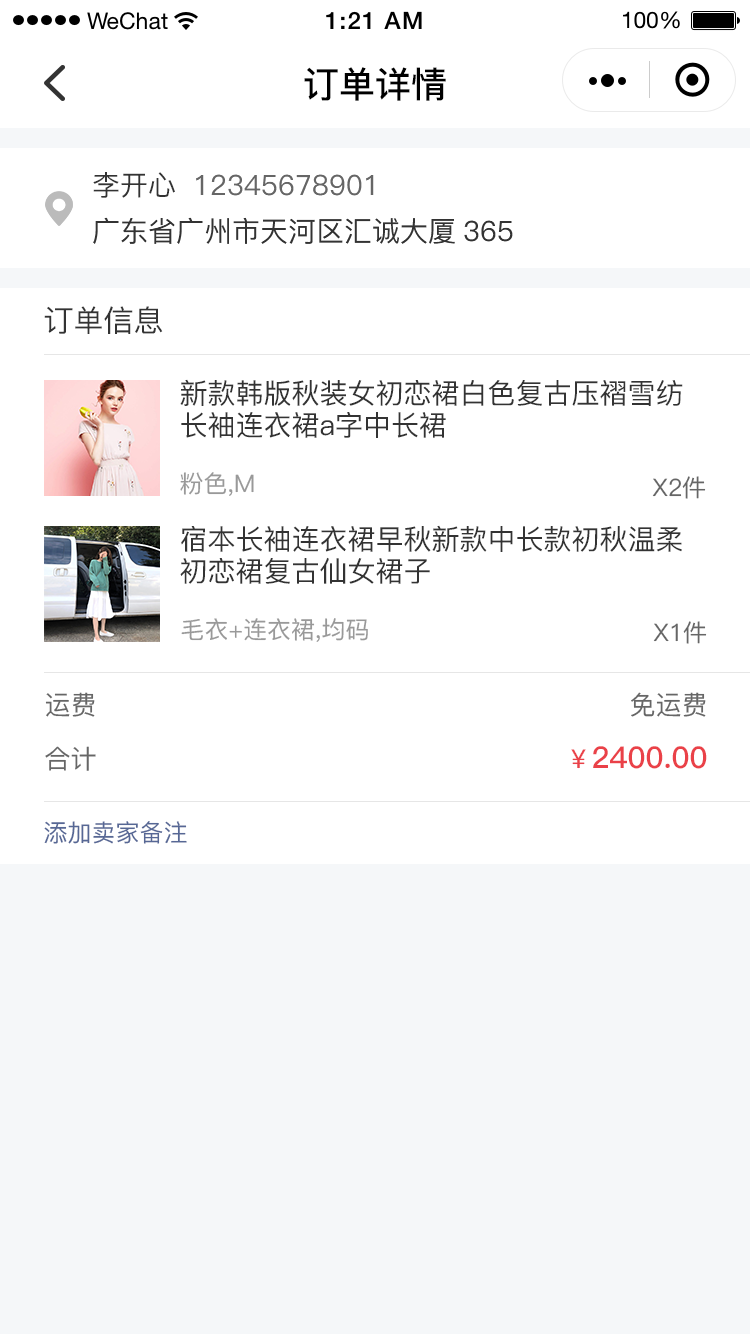 WeChat 1:21 AM 100%
订单详情
李开心 12345678901
广东省广州市天河区汇诚大厦 365
订单信息
新款韩版秋装女初恋裙白色复古压褶雪纺
长袖连衣裙a字中长裙
粉色,M X2件
宿本长袖连衣裙早秋新款中长款初秋温柔
初恋裙复古仙女裙子
毛衣+连衣裙,均码 X1件
运费 免运费
合计 ¥2400.00
添加卖家备注